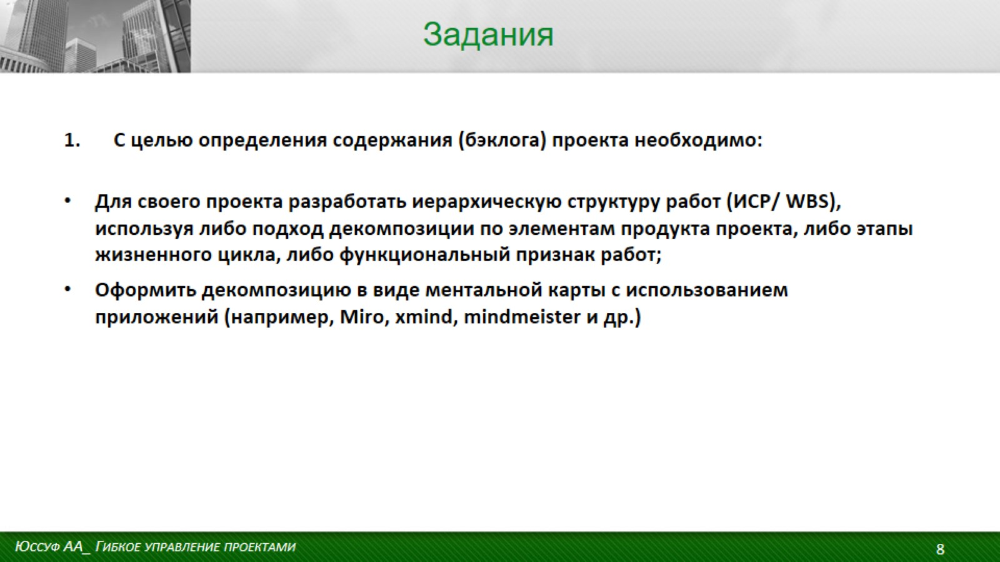 Задания
1. С целью определения содержания (бэклога) проекта необходимо:
• Для своего проекта разработать иерархическую структуру работ (ИСР/ WBS),
используя либо подход декомпозиции по элементам продукта проекта, либо этапы
жизненного цикла, либо функциональный признак работ;
• Оформить декомпозицию в виде ментальной карты с использованием
приложений (например, Miro, xmind, mindmeister и др.)
Юссуф АА_ Гибкое управление проектами
8